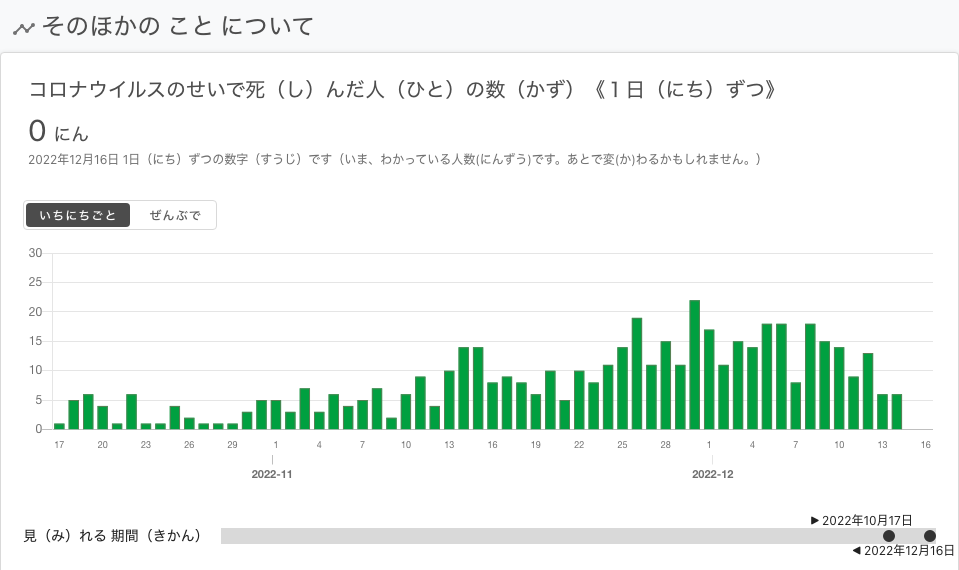 そのほかの こと について
コロナウイルスのせいで死（し）んだ人（ひと）の数（かず）《１日（にち）ずつ》
0 にん
2022年12月16日 1日（にち）ずつの数字（すうじ）です（いま、わかっている人数(にんずう)です。あとで変(か)わるかもしれません。）
いちにちごと ぜんぶで
30
25
20
15
10
5
0
17 20 23 26 29 1 4 7 10 13 16 19 22 25 28 1 4 7 10 13 16
2022-11 2022-12
▶ 2022年10月17日
見（み）れる 期間（きかん）
◀ 2022年12月16日